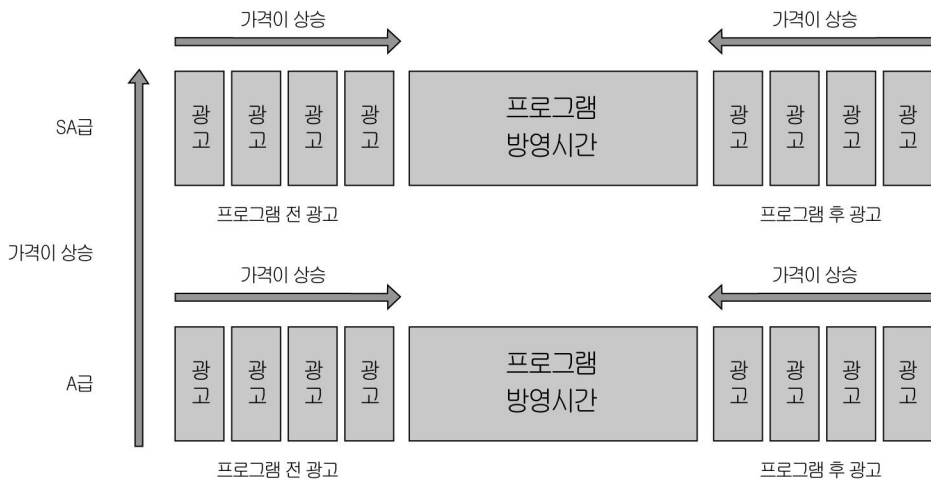 가격이 상승
가격이 상승
SA급
광고
광고
광고
광고
프로그램
방영시간
광고
광고
광고
광고
프로그램 전 광고
프로그램 후 광고
가격이 상승
가격이 상승
가격이 상승
A급
광고
광고
광고
광고
프로그램
방영시간
광고
광고
광고
광고
프로그램 전 광고
프로그램 후 광고